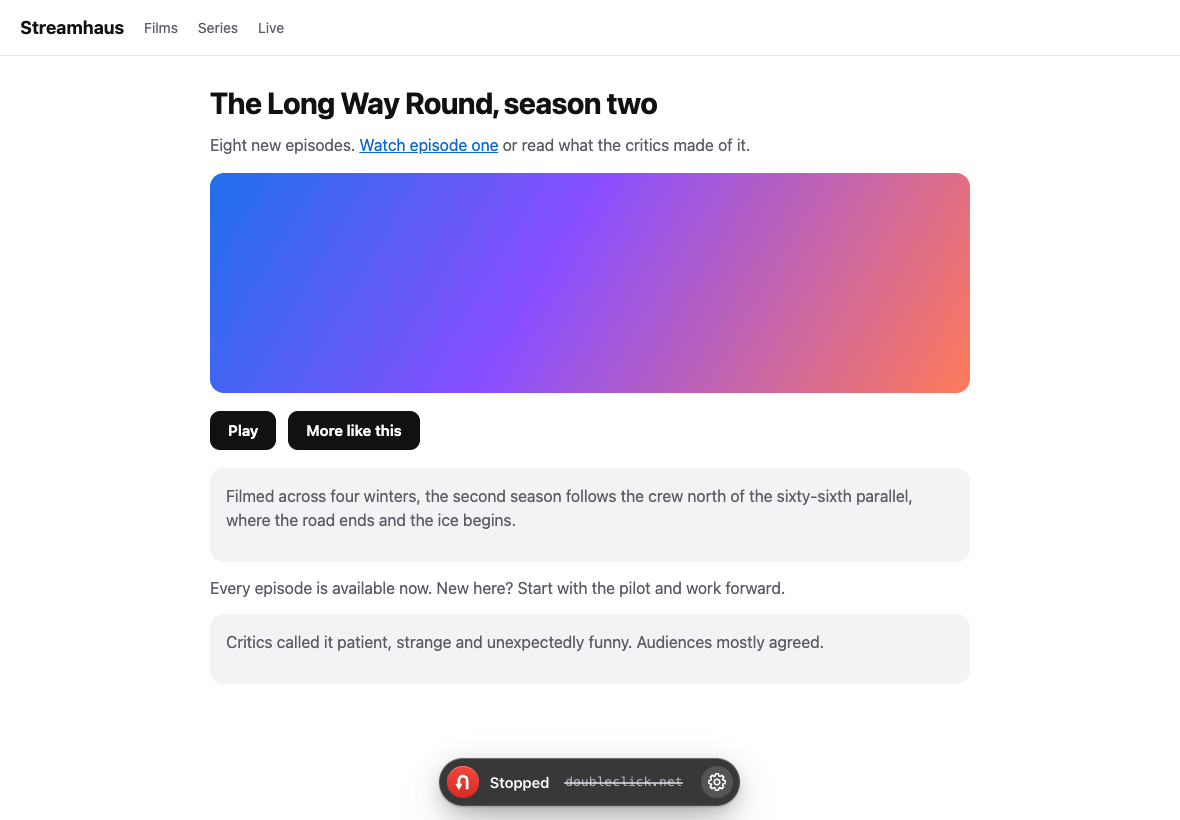 Streamhaus Films Series Live
The Long Way Round, season two
Eight new episodes. Watch episode one or read what the critics made of it.
Play More like this
Filmed across four winters, the second season follows the crew north of the sixty-sixth parallel,
where the road ends and the ice begins.
Every episode is available now. New here? Start with the pilot and work forward.
Critics called it patient, strange and unexpectedly funny. Audiences mostly agreed.
Stopped doubleclick.net